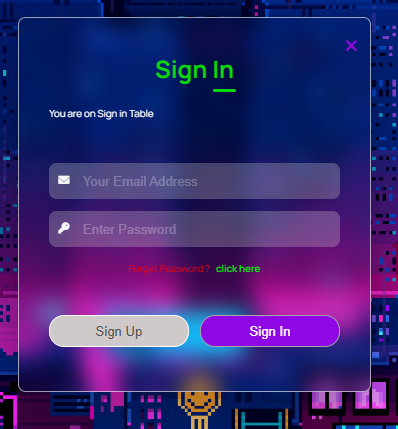 Sign In
You are on Sign in Table
Your Email Address
Enter Password
Forgot Password ? click here
Sign Up Sign In